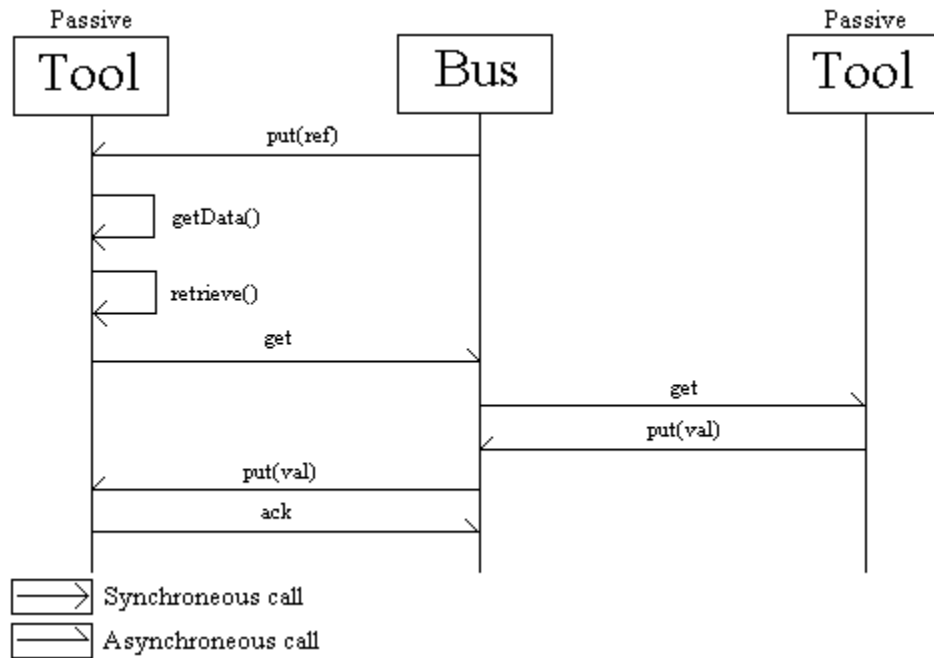 Passive
Passive
Tool
Bus
Tool
put(ref)
getData()
retrieve()
get
get
put(val)
put(val)
ack
Synchroneous call
Asynchroneous call